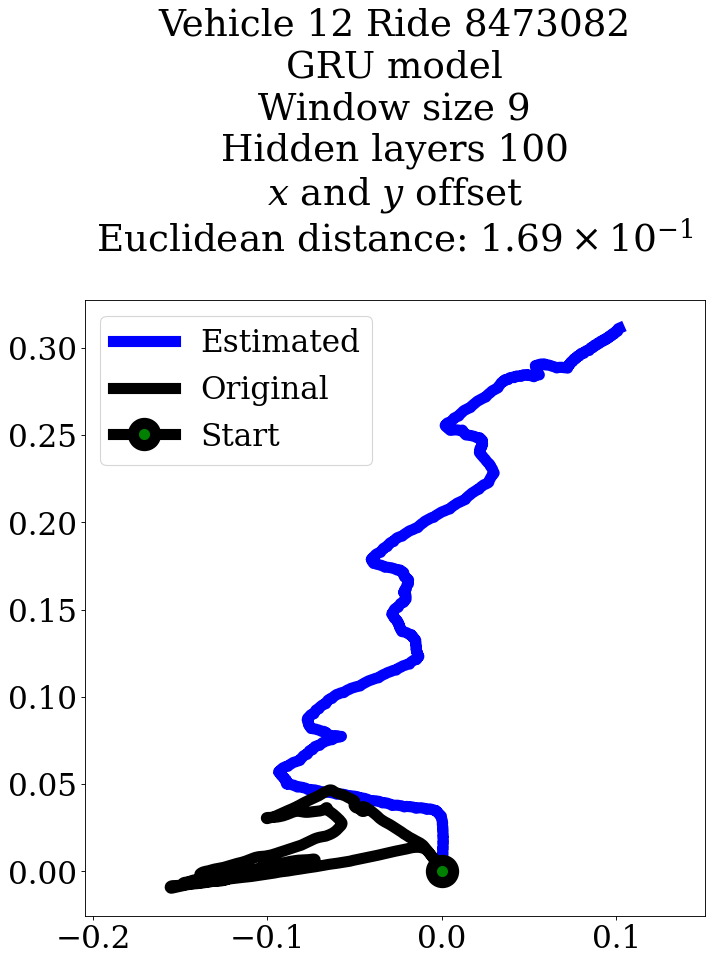 Vehicle 12 Ride 8473082
GRU model
Window size 9
Hidden layers 100
x and y offset
Euclidean distance: 1.69 × 10⁻¹
Estimated
Original
Start
0.30
0.25
0.20
0.15
0.10
0.05
0.00
−0.2 −0.1 0.0 0.1